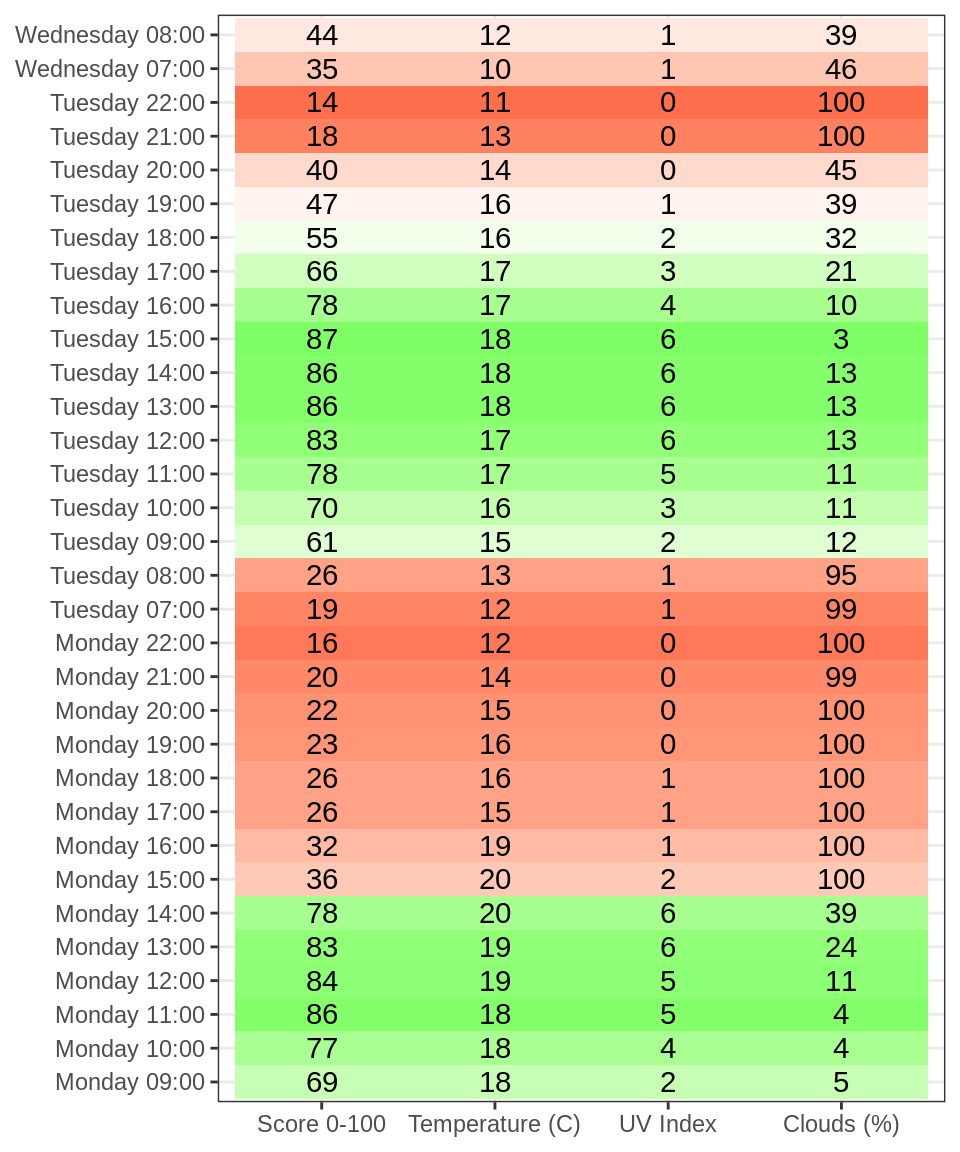 Wednesday 08:00 44 12 1 39
Wednesday 07:00 35 10 1 46
Tuesday 22:00 14 11 0 100
Tuesday 21:00 18 13 0 100
Tuesday 20:00 40 14 0 45
Tuesday 19:00 47 16 1 39
Tuesday 18:00 55 16 2 32
Tuesday 17:00 66 17 3 21
Tuesday 16:00 78 17 4 10
Tuesday 15:00 87 18 6 3
Tuesday 14:00 86 18 6 13
Tuesday 13:00 86 18 6 13
Tuesday 12:00 83 17 6 13
Tuesday 11:00 78 17 5 11
Tuesday 10:00 70 16 3 11
Tuesday 09:00 61 15 2 12
Tuesday 08:00 26 13 1 95
Tuesday 07:00 19 12 1 99
Monday 22:00 16 12 0 100
Monday 21:00 20 14 0 99
Monday 20:00 22 15 0 100
Monday 19:00 23 16 0 100
Monday 18:00 26 16 1 100
Monday 17:00 26 15 1 100
Monday 16:00 32 19 1 100
Monday 15:00 36 20 2 100
Monday 14:00 78 20 6 39
Monday 13:00 83 19 6 24
Monday 12:00 84 19 5 11
Monday 11:00 86 18 5 4
Monday 10:00 77 18 4 4
Monday 09:00 69 18 2 5
Score 0-100 Temperature (C) UV Index Clouds (%)